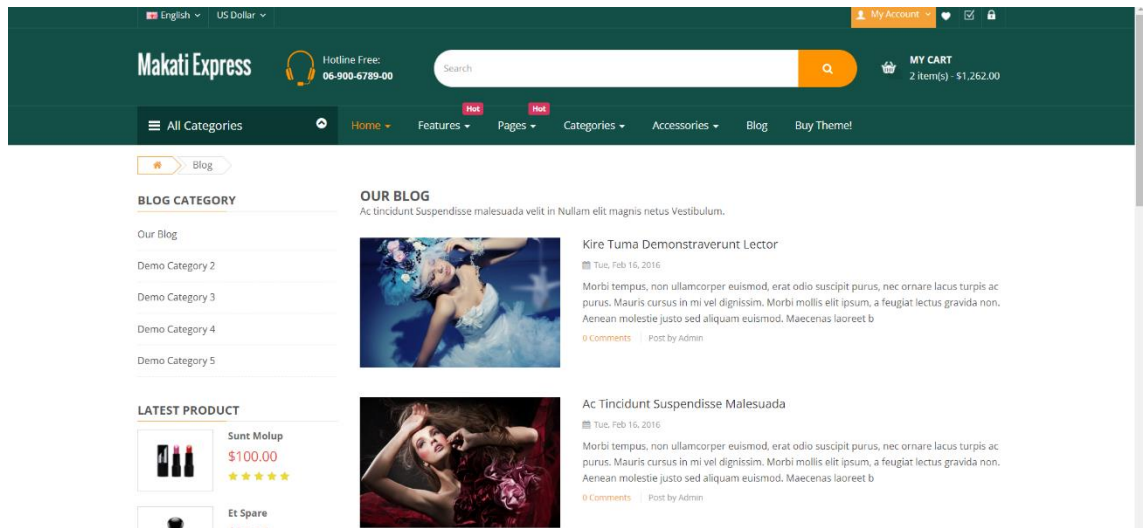 English
US Dollar
My Account
Makati Express
Hotline Free:
06-900-6789-00
Search
MY CART
2 item(s) - $1,262.00
All Categories
Home
Hot
Features
Hot
Pages
Categories
Accessories
Blog
Buy Theme!
Blog
BLOG CATEGORY
Our Blog
Demo Category 2
Demo Category 3
Demo Category 4
Demo Category 5
LATEST PRODUCT
Sunt Molup
$100.00
Et Spare
OUR BLOG
Ac tincidunt Suspendisse malesuada velit in Nullam elit magnis netus Vestibulum.
Kire Tuma Demonstraverunt Lector
Tue, Feb 16, 2016
Morbi tempus, non ullamcorper euismod, erat odio suscipit purus, nec ornare lacus turpis ac
purus. Mauris cursus in mi vel dignissim. Morbi mollis elit ipsum, a feugiat lectus gravida non.
Aenean molestie justo sed aliquam euismod. Maecenas laoreet b
0 Comments
Post by Admin
Ac Tincidunt Suspendisse Malesuada
Tue, Feb 16, 2016
Morbi tempus, non ullamcorper euismod, erat odio suscipit purus, nec ornare lacus turpis ac
purus. Mauris cursus in mi vel dignissim. Morbi mollis elit ipsum, a feugiat lectus gravida non.
Aenean molestie justo sed aliquam euismod. Maecenas laoreet b
0 Comments
Post by Admin